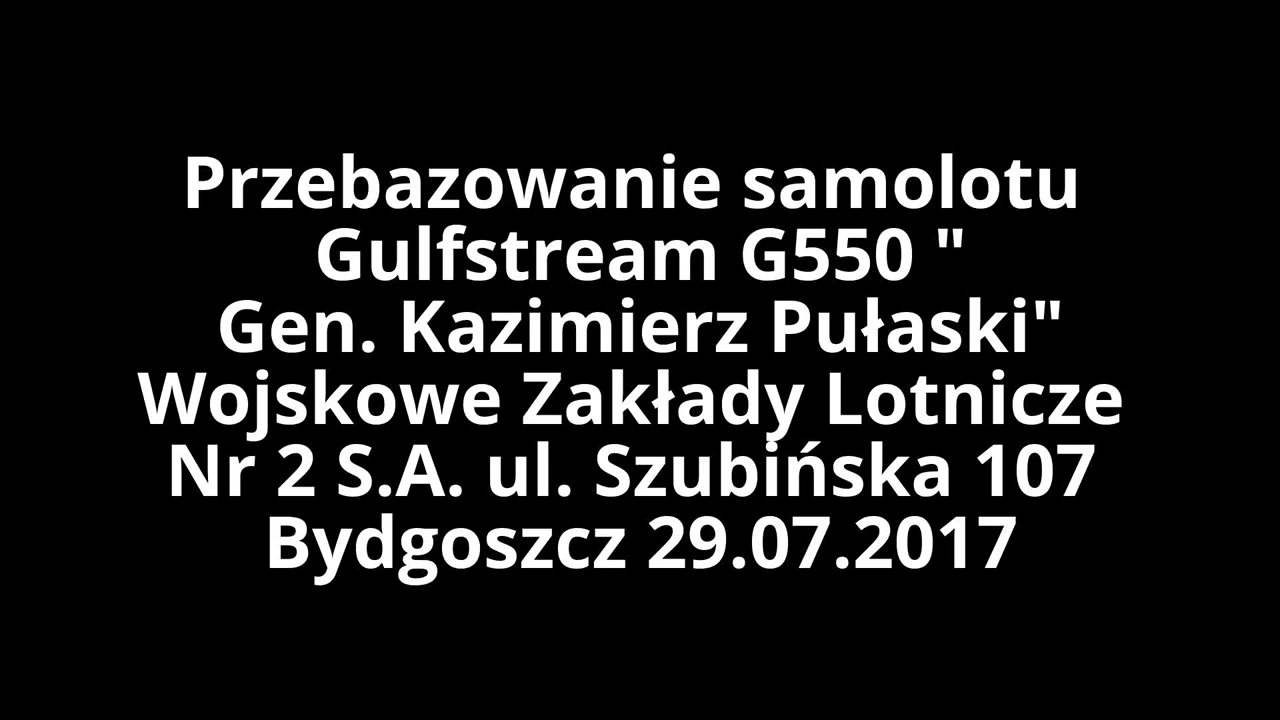 Przebazowanie samolotu
Gulfstream G550 "
Gen. Kazimierz Pułaski"
Wojskowe Zakłady Lotnicze
Nr 2 S.A. ul. Szubińska 107
Bydgoszcz 29.07.2017